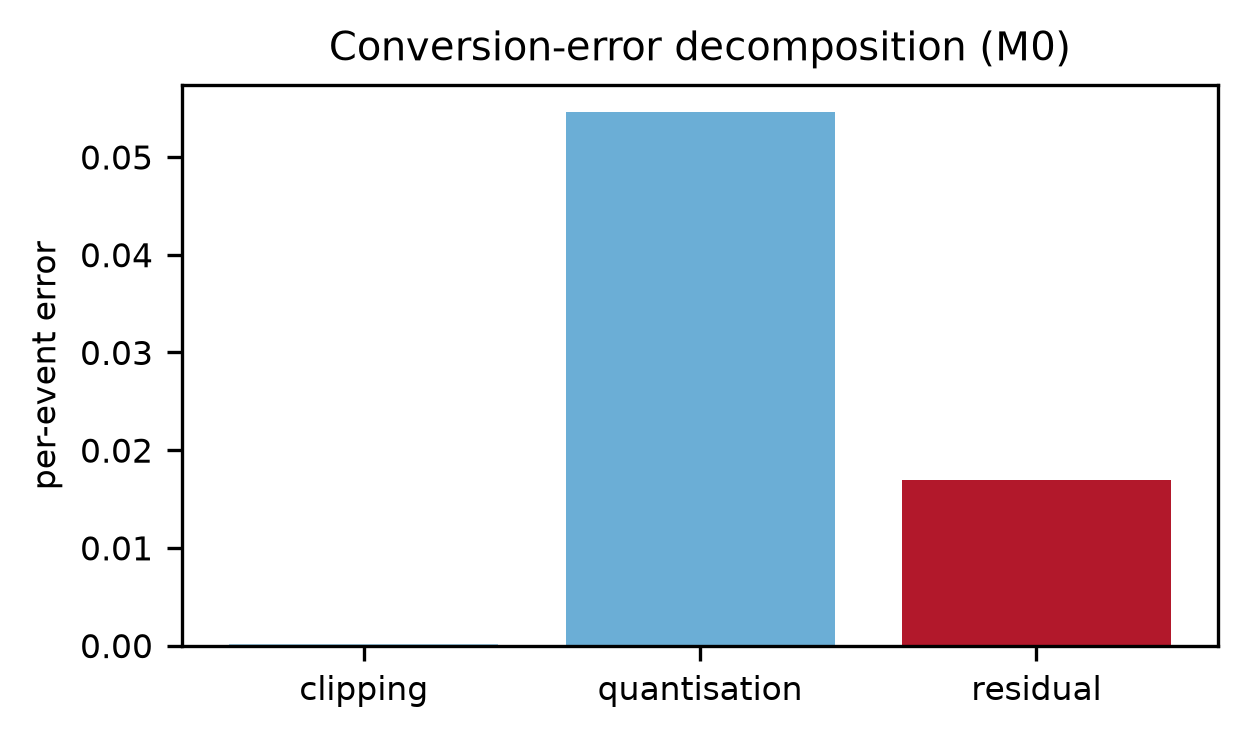 Conversion-error decomposition (M0)
per-event error
0.05
0.04
0.03
0.02
0.01
0.00
clipping quantisation residual